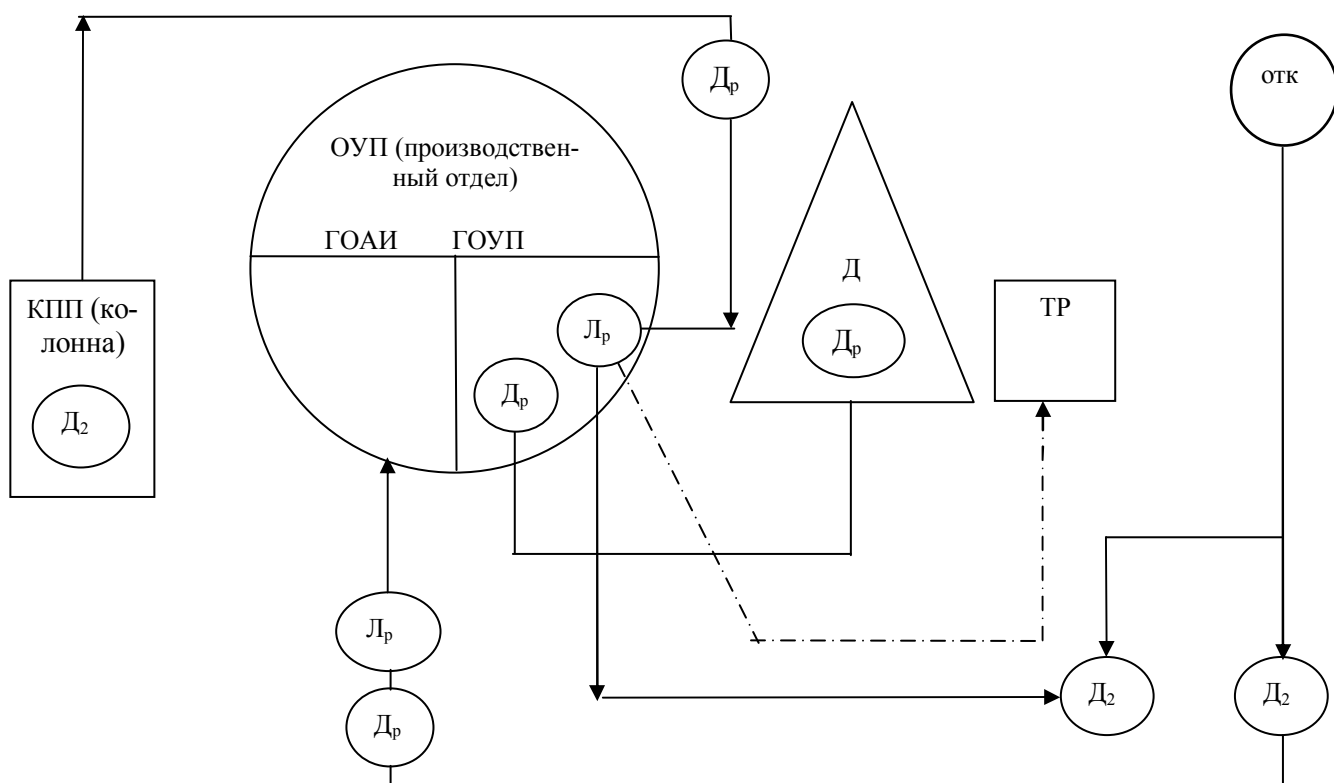 Др
отк
ОУП (производствен-
ный отдел)
ГОАИ ГОУП
Д
КПП (ко-
лонна)
ТР
Лр
Др
Др
Д2
Лр
Д2
Д2
Др